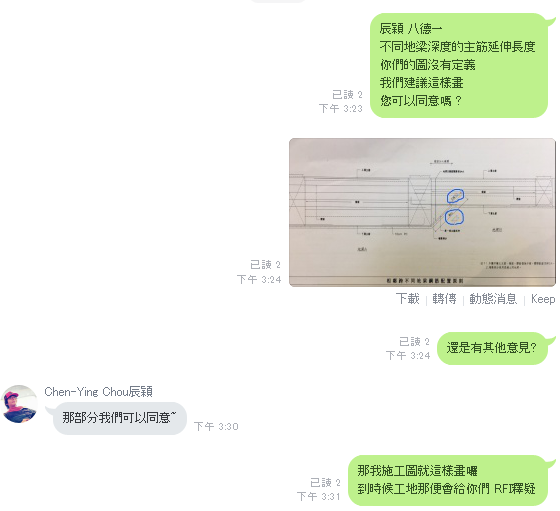 辰穎 八德一
不同地梁深度的主筋延伸長度
你們的圖沒有定義
我們建議這樣畫
您可以同意嗎？
已讀 2
下午 3:23
已讀 2
下午 3:24
下載 | 轉傳 | 動態消息 | Keep
已讀 2
下午 3:24
還是有其他意見?
Chen-Ying Chou辰穎
那部分我們可以同意~
下午 3:30
那我施工圖就這樣畫囉
到時候工地那便會給你們 RFI釋疑
已讀 2
下午 3:31